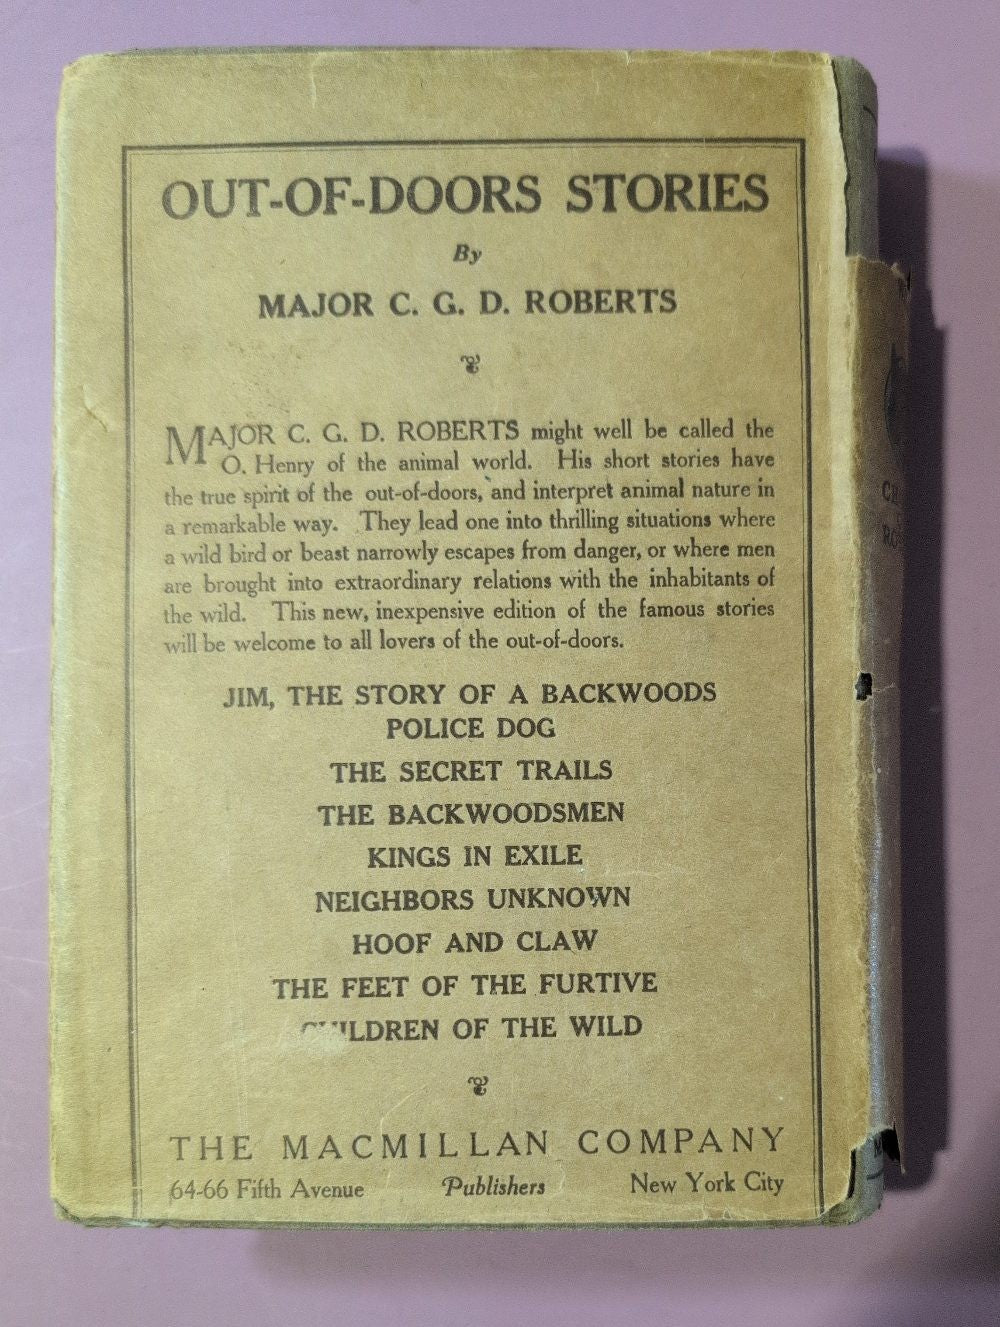 OUT-OF-DOORS STORIES
By
MAJOR C. G. D. ROBERTS
MAJOR C. G. D. ROBERTS might well be called the
O. Henry of the animal world. His short stories have
the true spirit of the out-of-doors, and interpret animal nature in
a remarkable way. They lead one into thrilling situations where
a wild bird or beast narrowly escapes from danger, or where men
are brought into extraordinary relations with the inhabitants of
the wild. This new, inexpensive edition of the famous stories
will be welcome to all lovers of the out-of-doors.
JIM, THE STORY OF A BACKWOODS
POLICE DOG
THE SECRET TRAILS
THE BACKWOODSMEN
KINGS IN EXILE
NEIGHBORS UNKNOWN
HOOF AND CLAW
THE FEET OF THE FURTIVE
CHILDREN OF THE WILD
THE MACMILLAN COMPANY
64-66 Fifth Avenue Publishers New York City